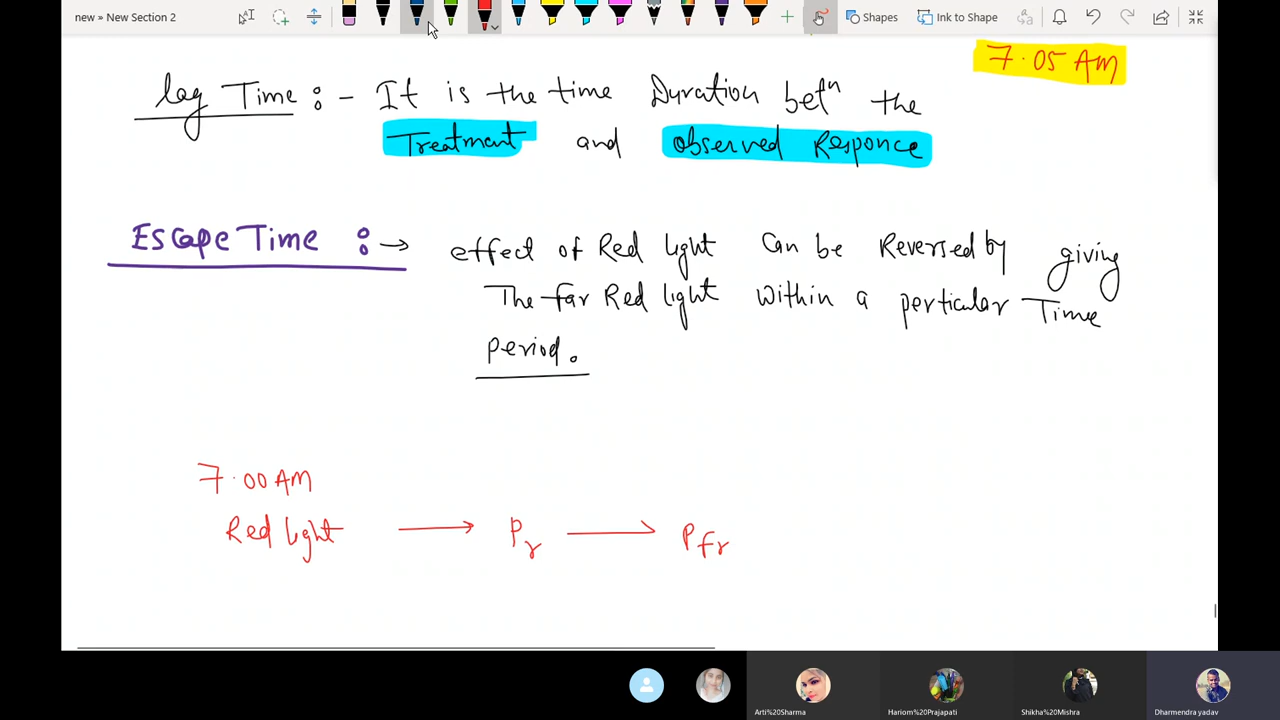 new » New Section 2
Shapes
Ink to Shape
7.05 AM
lag Time :- It is the time Duration betⁿ the
Treatment and observed Responce
Escape Time :→ effect of Red light Can be Reversed by giving
The far Red light within a perticular Time
period.
7.00 AM
Red light → Pr → Pfr
Arti%20Sharma
Hariom%20Prajapati
Shikha%20Mishra
Dharmendra yadav